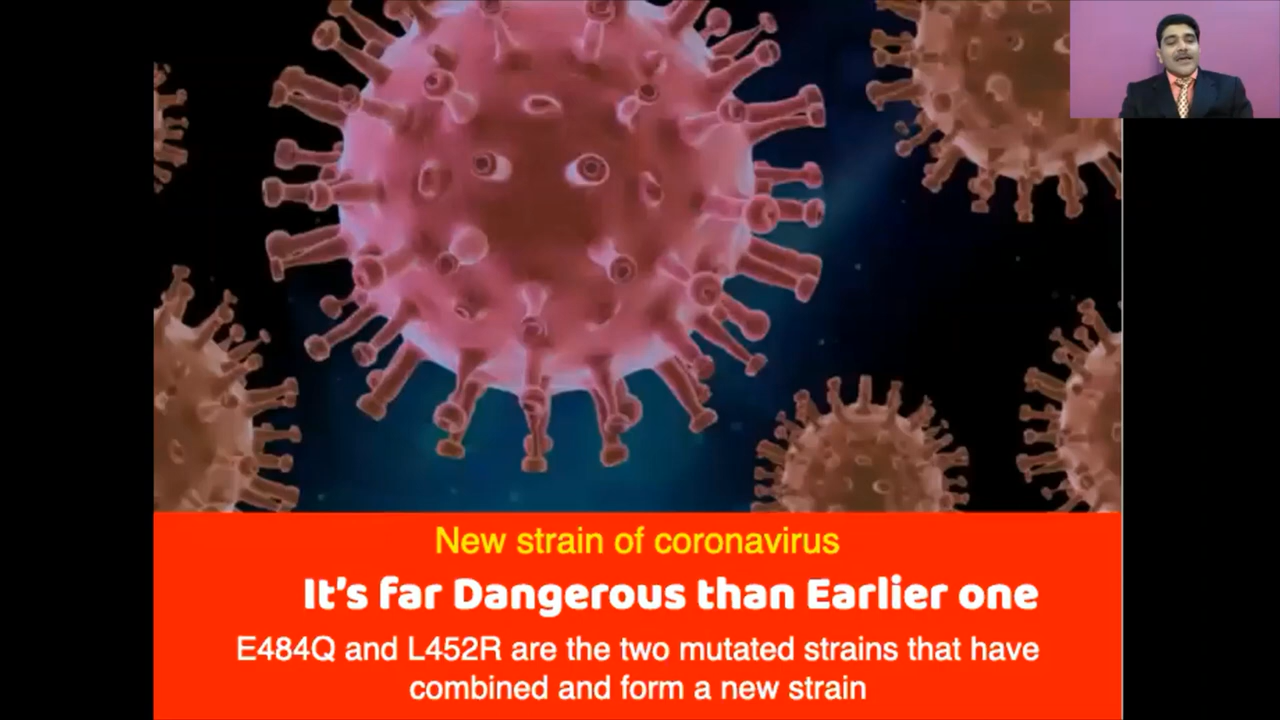 New strain of coronavirus
It's far Dangerous than Earlier one
E484Q and L452R are the two mutated strains that have
combined and form a new strain